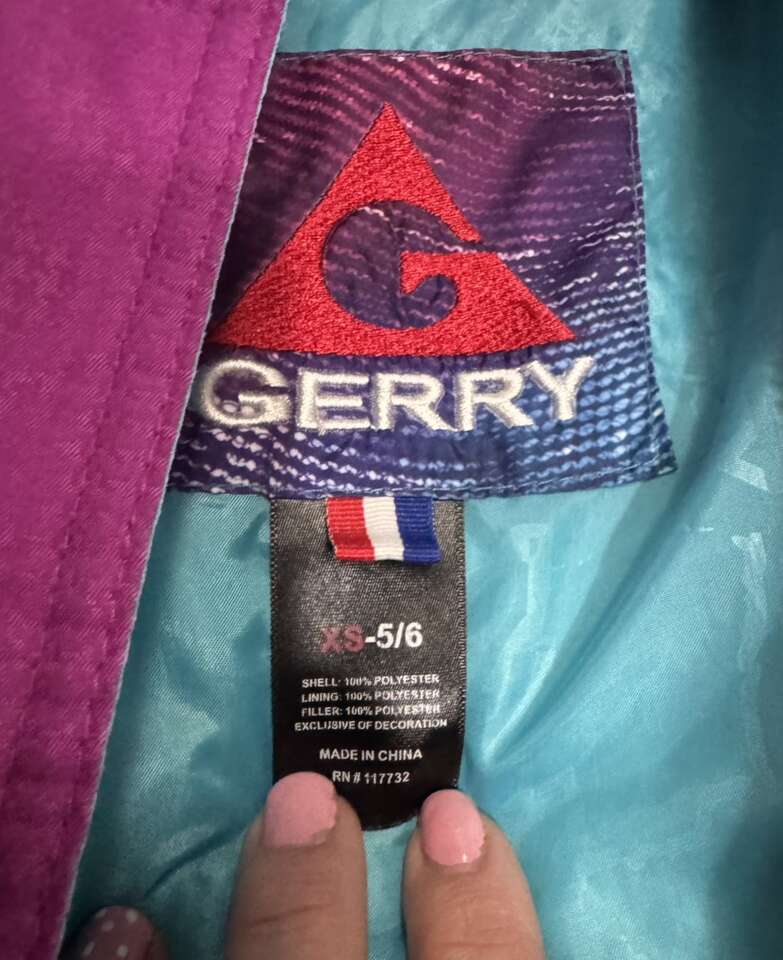 G
GERRY
XS-5/6
SHELL: 100% POLYESTER
LINING: 100% POLYESTER
FILLER: 100% POLYESTER
EXCLUSIVE OF DECORATION
MADE IN CHINA
RN # 117732